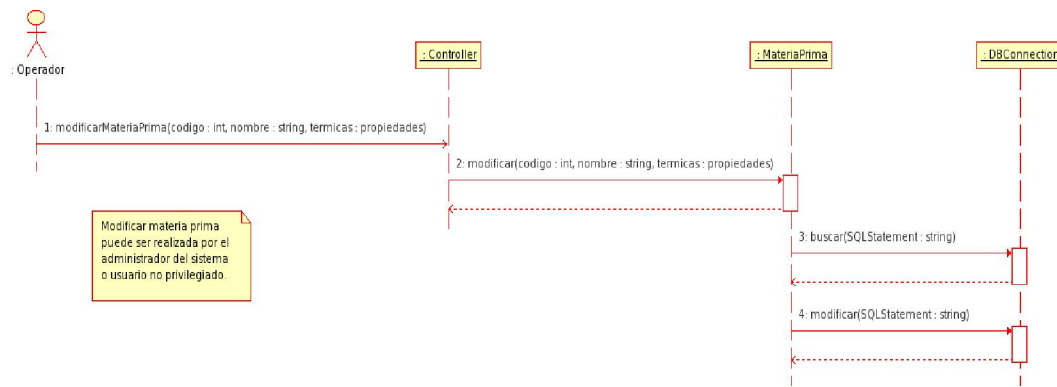 : Operador
: Controller
: MateriaPrima
: DBConnection
1: modificarMateriaPrima(codigo : int, nombre : string, termicas : propiedades)
2: modificar(codigo : int, nombre : string, termicas : propiedades)
Modificar materia prima
puede ser realizada por el
administrador del sistema
o usuario no privilegiado.
3: buscar(SQLStatement : string)
4: modificar(SQLStatement : string)